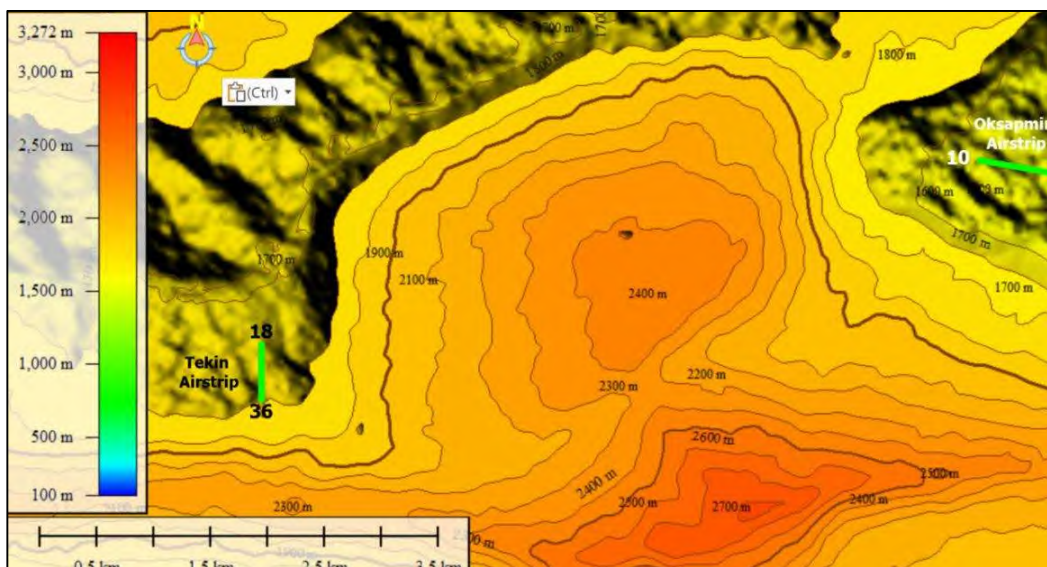 3,272 m
3,000 m
2,500 m
2,000 m
1,500 m
1,000 m
500 m
100 m
N
(Ctrl)
1700
1800 m
Oksapmin
Airstrip
10
1600 m
1700 m
1700 m
1900 m
2100 m
1700 m
2400 m
18
Tekin
Airstrip
36
2300 m
2200 m
2600 m
2400 m
2500 m
2500 m
2400 m
2700 m
2300 m
0.5 km
1.5 km
2.5 km
3.5 km